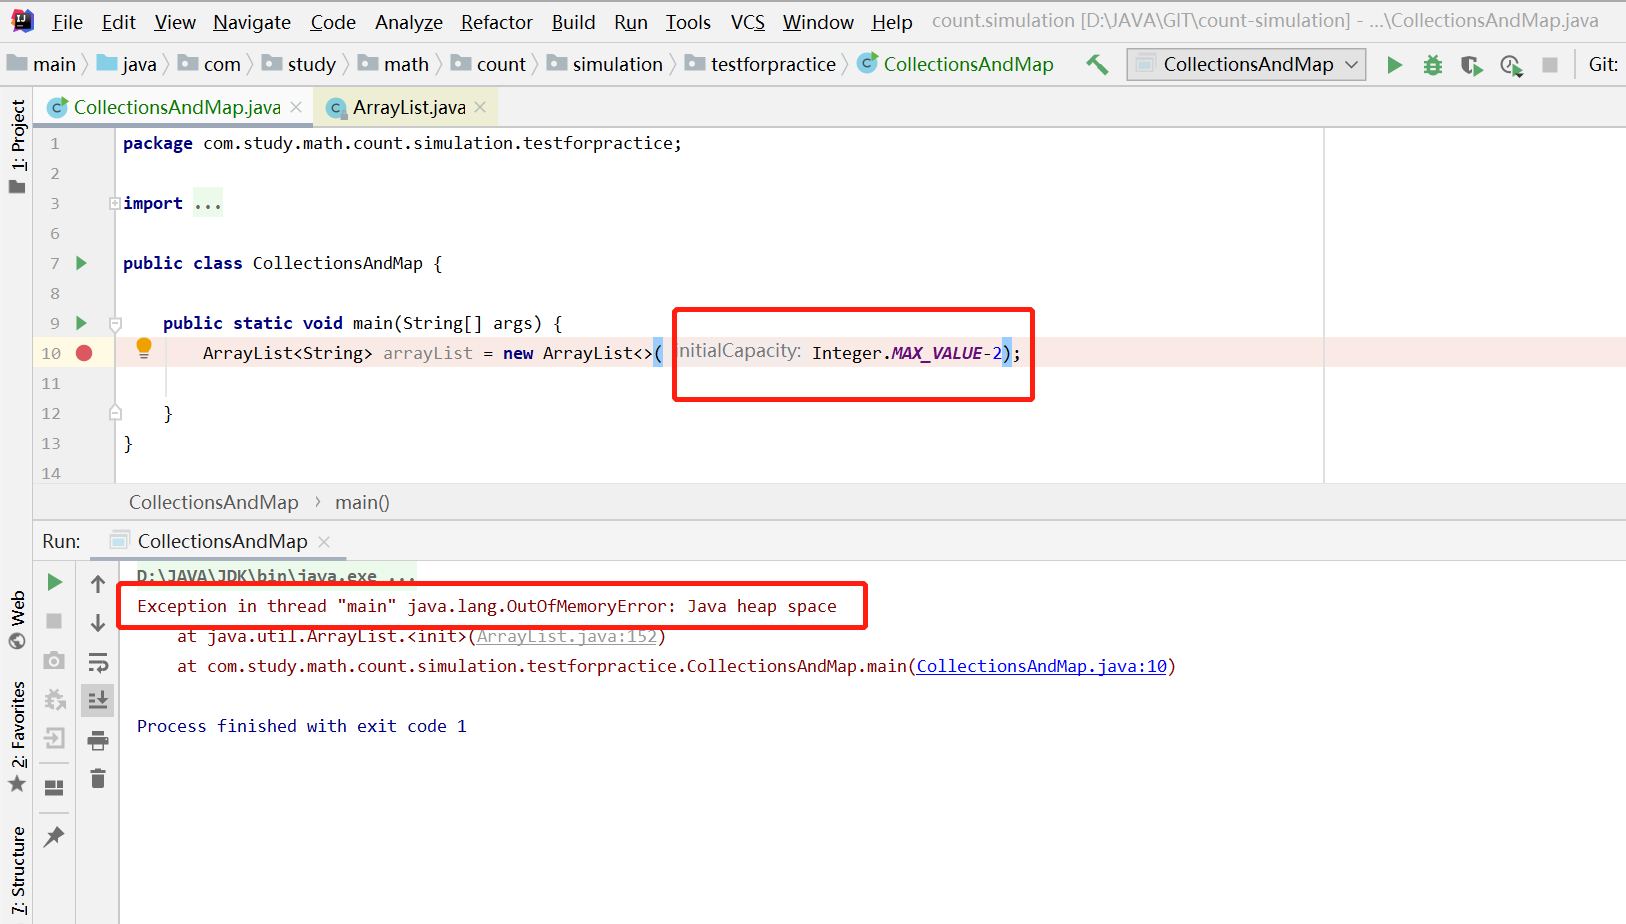 File Edit View Navigate Code Analyze Refactor Build Run Tools VCS Window Help count.simulation [D:\JAVA\GIT\count-simulation] - ...\CollectionsAndMap.java
main java com study math count simulation testforpractice CollectionsAndMap CollectionsAndMap Git:
CollectionsAndMap.java ArrayList.java
1: Project
1 package com.study.math.count.simulation.testforpractice;
2
3 import ...
6
7 public class CollectionsAndMap {
8
9 public static void main(String[] args) {
10 ArrayList<String> arrayList = new ArrayList<>( initialCapacity: Integer.MAX_VALUE-2);
11
12 }
13 }
14
CollectionsAndMap › main()
Run: CollectionsAndMap
D:\JAVA\JDK\bin\java.exe ...
Exception in thread "main" java.lang.OutOfMemoryError: Java heap space
at java.util.ArrayList.<init>(ArrayList.java:152)
at com.study.math.count.simulation.testforpractice.CollectionsAndMap.main(CollectionsAndMap.java:10)
Process finished with exit code 1
Web
2: Favorites
7: Structure